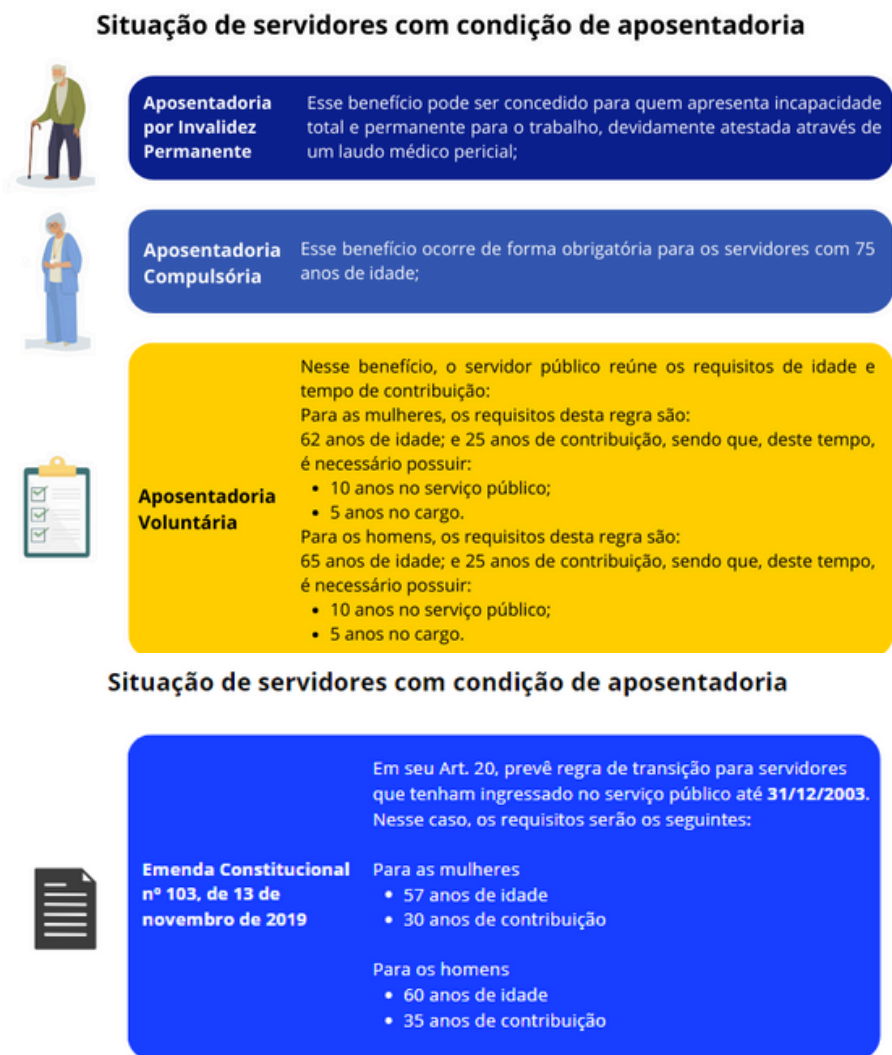 Situação de servidores com condição de aposentadoria
Aposentadoria
por Invalidez
Permanente
Esse benefício pode ser concedido para quem apresenta incapacidade
total e permanente para o trabalho, devidamente atestada através de
um laudo médico pericial;
Aposentadoria
Compulsória
Esse benefício ocorre de forma obrigatória para os servidores com 75
anos de idade;
Aposentadoria
Voluntária
Nesse benefício, o servidor público reúne os requisitos de idade e
tempo de contribuição:
Para as mulheres, os requisitos desta regra são:
62 anos de idade; e 25 anos de contribuição, sendo que, deste tempo,
é necessário possuir:
• 10 anos no serviço público;
• 5 anos no cargo.
Para os homens, os requisitos desta regra são:
65 anos de idade; e 25 anos de contribuição, sendo que, deste tempo,
é necessário possuir:
• 10 anos no serviço público;
• 5 anos no cargo.
Situação de servidores com condição de aposentadoria
Emenda Constitucional
nº 103, de 13 de
novembro de 2019
Em seu Art. 20, prevê regra de transição para servidores
que tenham ingressado no serviço público até 31/12/2003.
Nesse caso, os requisitos serão os seguintes:
Para as mulheres
• 57 anos de idade
• 30 anos de contribuição
Para os homens
• 60 anos de idade
• 35 anos de contribuição